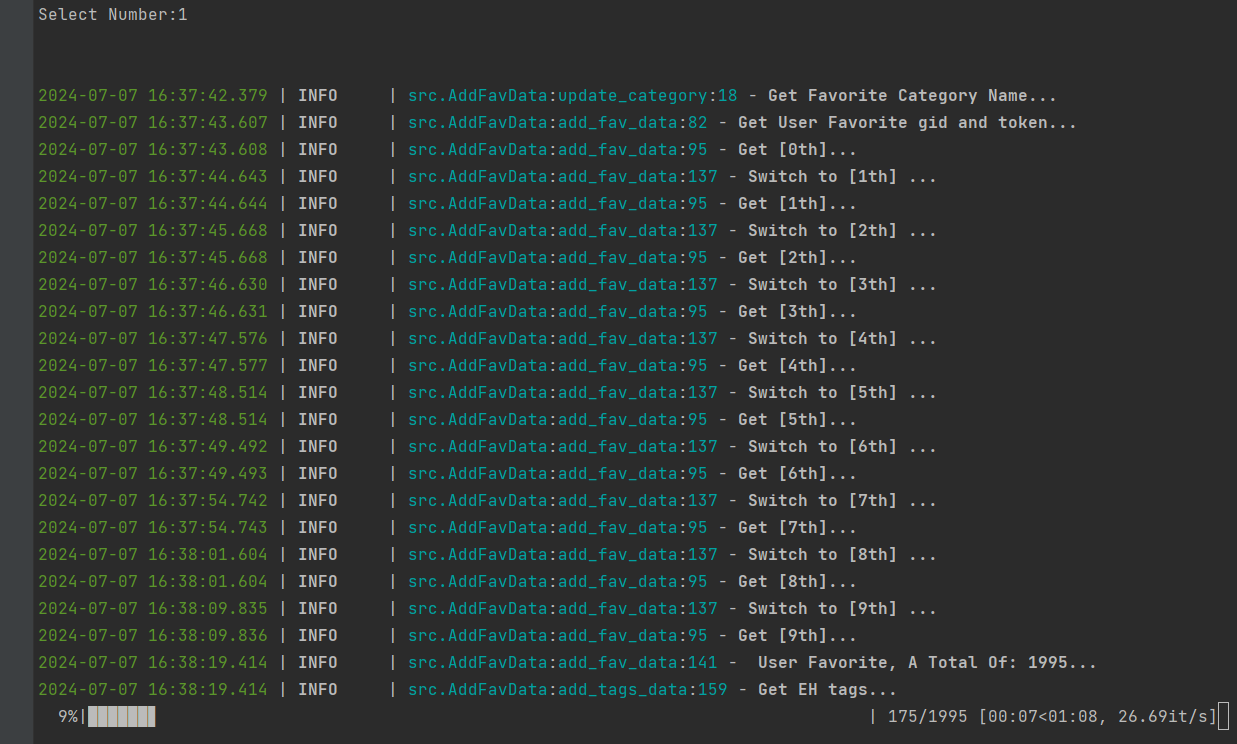 Select Number:1
2024-07-07 16:37:42.379 | INFO     | src.AddFavData:update_category:18 - Get Favorite Category Name...
2024-07-07 16:37:43.607 | INFO     | src.AddFavData:add_fav_data:82 - Get User Favorite gid and token...
2024-07-07 16:37:43.608 | INFO     | src.AddFavData:add_fav_data:95 - Get [0th]...
2024-07-07 16:37:44.643 | INFO     | src.AddFavData:add_fav_data:137 - Switch to [1th] ...
2024-07-07 16:37:44.644 | INFO     | src.AddFavData:add_fav_data:95 - Get [1th]...
2024-07-07 16:37:45.668 | INFO     | src.AddFavData:add_fav_data:137 - Switch to [2th] ...
2024-07-07 16:37:45.668 | INFO     | src.AddFavData:add_fav_data:95 - Get [2th]...
2024-07-07 16:37:46.630 | INFO     | src.AddFavData:add_fav_data:137 - Switch to [3th] ...
2024-07-07 16:37:46.631 | INFO     | src.AddFavData:add_fav_data:95 - Get [3th]...
2024-07-07 16:37:47.576 | INFO     | src.AddFavData:add_fav_data:137 - Switch to [4th] ...
2024-07-07 16:37:47.577 | INFO     | src.AddFavData:add_fav_data:95 - Get [4th]...
2024-07-07 16:37:48.514 | INFO     | src.AddFavData:add_fav_data:137 - Switch to [5th] ...
2024-07-07 16:37:48.514 | INFO     | src.AddFavData:add_fav_data:95 - Get [5th]...
2024-07-07 16:37:49.492 | INFO     | src.AddFavData:add_fav_data:137 - Switch to [6th] ...
2024-07-07 16:37:49.493 | INFO     | src.AddFavData:add_fav_data:95 - Get [6th]...
2024-07-07 16:37:54.742 | INFO     | src.AddFavData:add_fav_data:137 - Switch to [7th] ...
2024-07-07 16:37:54.743 | INFO     | src.AddFavData:add_fav_data:95 - Get [7th]...
2024-07-07 16:38:01.604 | INFO     | src.AddFavData:add_fav_data:137 - Switch to [8th] ...
2024-07-07 16:38:01.604 | INFO     | src.AddFavData:add_fav_data:95 - Get [8th]...
2024-07-07 16:38:09.835 | INFO     | src.AddFavData:add_fav_data:137 - Switch to [9th] ...
2024-07-07 16:38:09.836 | INFO     | src.AddFavData:add_fav_data:95 - Get [9th]...
2024-07-07 16:38:19.414 | INFO     | src.AddFavData:add_fav_data:141 -  User Favorite, A Total Of: 1995...
2024-07-07 16:38:19.414 | INFO     | src.AddFavData:add_tags_data:159 - Get EH tags...
9%|███████ | 175/1995 [00:07<01:08, 26.69it/s]